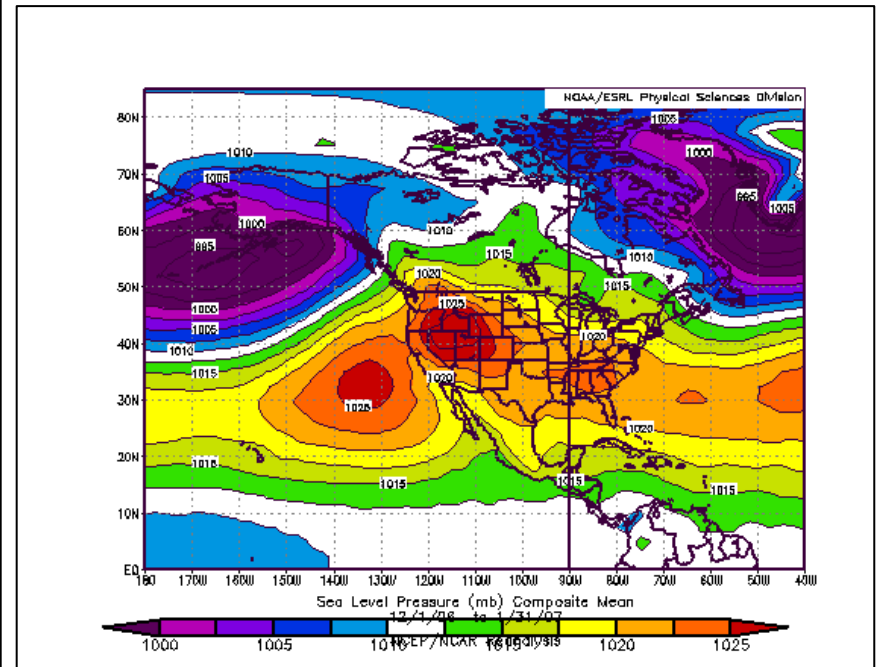 NOAA/ESRL Physical Sciences Division
80N
1005
1010
1000
70N
1005
995
1005
1000
60N
1010
995
1010
1015
1020
1015
50N
1025
1000
1005
1020
40N
1010
1020
1015
30N
1025
1020
20N
1015
1015
1015
1015
10N
EQ
180 170W 160W 150W 140W 130W 120W 110W 100W 90W 80W 70W 60W 50W 40W
Sea Level Pressure (mb) Composite Mean
12/1/06 to 1/31/07
1000 1005 1010 1015 1020 1025
NCEP/NCAR Reanalysis